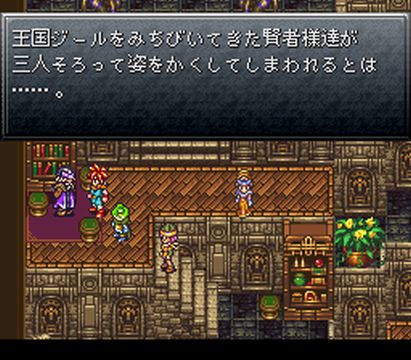 王国ジールをみちびいてきた賢者様達が
三人そろって姿をかくしてしまわれるとは
……。